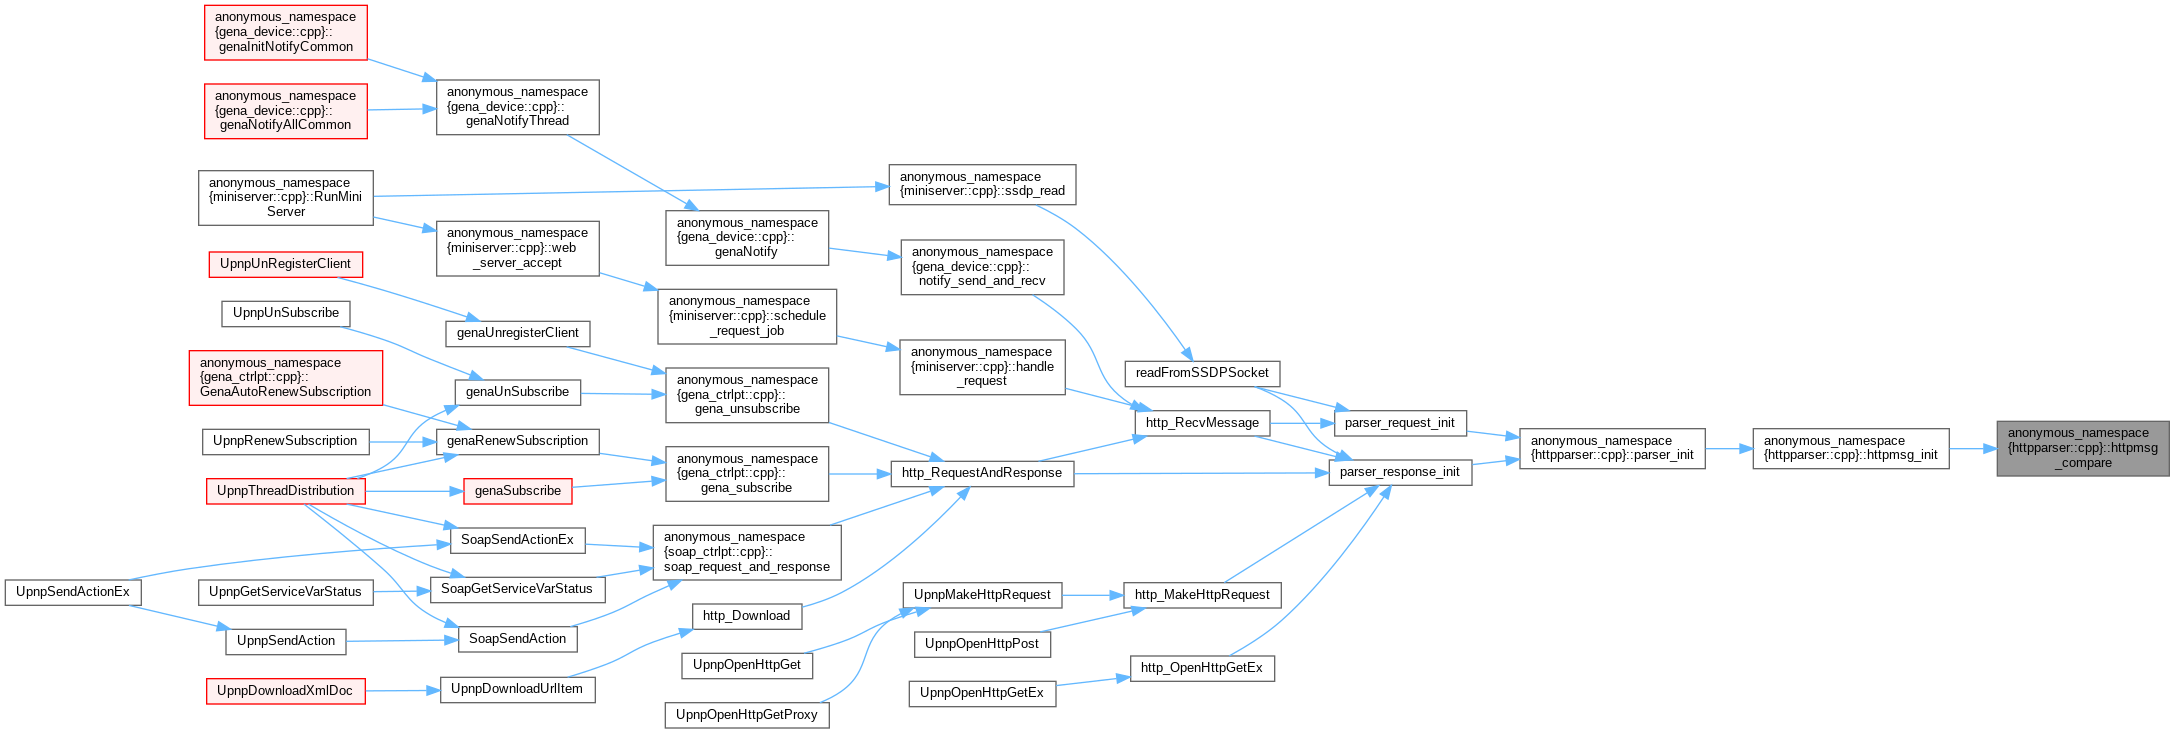 anonymous_namespace
{gena_device::cpp}::
genaInitNotifyCommon
anonymous_namespace
{gena_device::cpp}::
genaNotifyAllCommon
anonymous_namespace
{miniserver::cpp}::RunMini
Server
UpnpUnRegisterClient
UpnpUnSubscribe
anonymous_namespace
{gena_ctrlpt::cpp}::
GenaAutoRenewSubscription
UpnpRenewSubscription
UpnpThreadDistribution
UpnpSendActionEx
UpnpGetServiceVarStatus
UpnpSendAction
UpnpDownloadXmlDoc
anonymous_namespace
{gena_device::cpp}::
genaNotifyThread
anonymous_namespace
{miniserver::cpp}::web
_server_accept
genaUnregisterClient
genaUnSubscribe
genaRenewSubscription
genaSubscribe
SoapSendActionEx
SoapGetServiceVarStatus
SoapSendAction
UpnpDownloadUrlItem
anonymous_namespace
{gena_device::cpp}::
genaNotify
anonymous_namespace
{miniserver::cpp}::schedule
_request_job
anonymous_namespace
{gena_ctrlpt::cpp}::
gena_unsubscribe
anonymous_namespace
{gena_ctrlpt::cpp}::
gena_subscribe
anonymous_namespace
{soap_ctrlpt::cpp}::
soap_request_and_response
http_Download
UpnpOpenHttpGet
UpnpOpenHttpGetProxy
anonymous_namespace
{miniserver::cpp}::ssdp_read
anonymous_namespace
{gena_device::cpp}::
notify_send_and_recv
anonymous_namespace
{miniserver::cpp}::handle
_request
http_RequestAndResponse
UpnpMakeHttpRequest
UpnpOpenHttpPost
UpnpOpenHttpGetEx
readFromSSDPSocket
http_RecvMessage
http_MakeHttpRequest
http_OpenHttpGetEx
parser_request_init
parser_response_init
anonymous_namespace
{httpparser::cpp}::parser_init
anonymous_namespace
{httpparser::cpp}::httpmsg_init
anonymous_namespace
{httpparser::cpp}::httpmsg
_compare